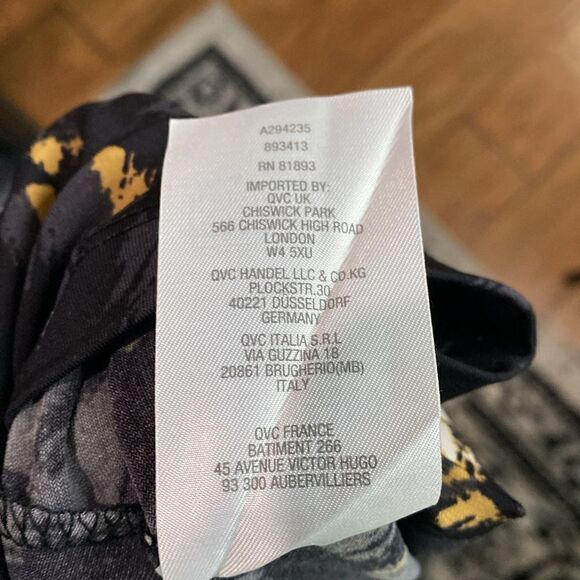 A294235
893413
RN 81893
IMPORTED BY:
QVC UK
CHISWICK PARK
566 CHISWICK HIGH ROAD
LONDON
W4 5XU
QVC HANDEL LLC & CO.KG
PLOCKSTR.30
40221 DÜSSELDORF
GERMANY
QVC ITALIA S.R.L
VIA GUZZINA 18
20861 BRUGHERIO(MB)
ITALY
QVC FRANCE
BATIMENT 266
45 AVENUE VICTOR HUGO
93 300 AUBERVILLIERS